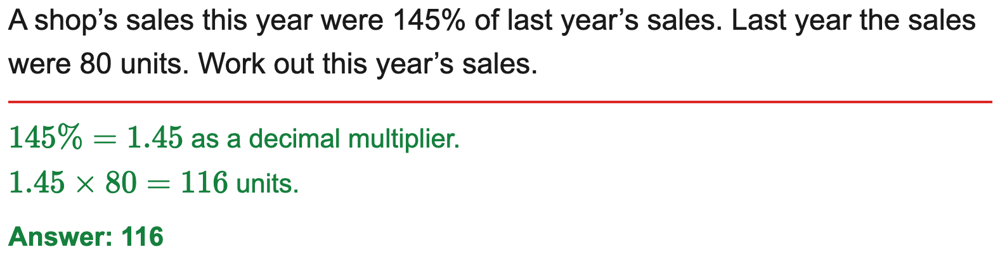 A shop’s sales this year were 145% of last year’s sales. Last year the sales
were 80 units. Work out this year’s sales.
145% = 1.45 as a decimal multiplier.
1.45 × 80 = 116 units.
Answer: 116